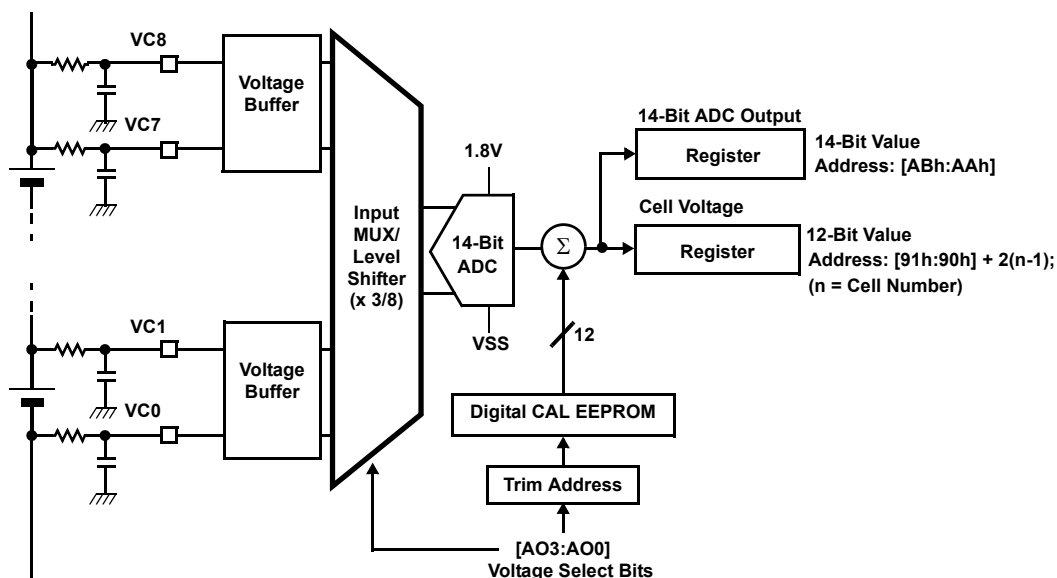 VC8
Voltage
Buffer
VC7
VC1
Voltage
Buffer
VC0
Input
MUX/
Level
Shifter
(x 3/8)
1.8V
14-Bit
ADC
VSS
Σ
12
Digital CAL EEPROM
Trim Address
[AO3:AO0]
Voltage Select Bits
14-Bit ADC Output
Register
14-Bit Value
Address: [ABh:AAh]
Cell Voltage
Register
12-Bit Value
Address: [91h:90h] + 2(n-1);
(n = Cell Number)